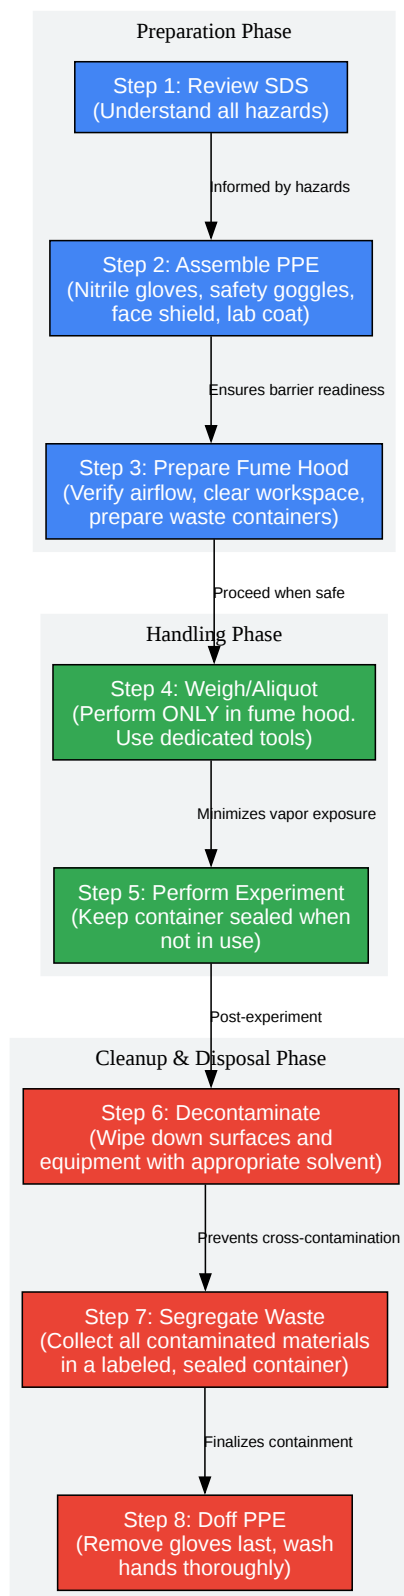 Preparation Phase
Step 1: Review SDS
(Understand all hazards)
Informed by hazards
Step 2: Assemble PPE
(Nitrile gloves, safety goggles,
face shield, lab coat)
Ensures barrier readiness
Step 3: Prepare Fume Hood
(Verify airflow, clear workspace,
prepare waste containers)
Proceed when safe
Handling Phase
Step 4: Weigh/Aliquot
(Perform ONLY in fume hood.
Use dedicated tools)
Minimizes vapor exposure
Step 5: Perform Experiment
(Keep container sealed when
not in use)
Post-experiment
Cleanup & Disposal Phase
Step 6: Decontaminate
(Wipe down surfaces and
equipment with appropriate solvent)
Prevents cross-contamination
Step 7: Segregate Waste
(Collect all contaminated materials
in a labeled, sealed container)
Finalizes containment
Step 8: Doff PPE
(Remove gloves last, wash
hands thoroughly)